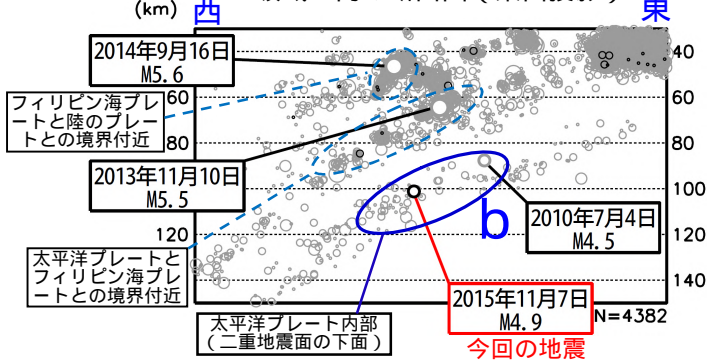 (km)
西
東
2014年9月16日
M5.6
フィリピン海プレ
ートと陸のプレー
トとの境界付近
2013年11月10日
M5.5
太平洋プレートと
フィリピン海プレ
ートとの境界付近
60
80
120
40
60
80
100
120
140
b
2010年7月4日
M4.5
2015年11月7日
M4.9
N=4382
今回の地震
太平洋プレート内部
(二重地震面の下面)